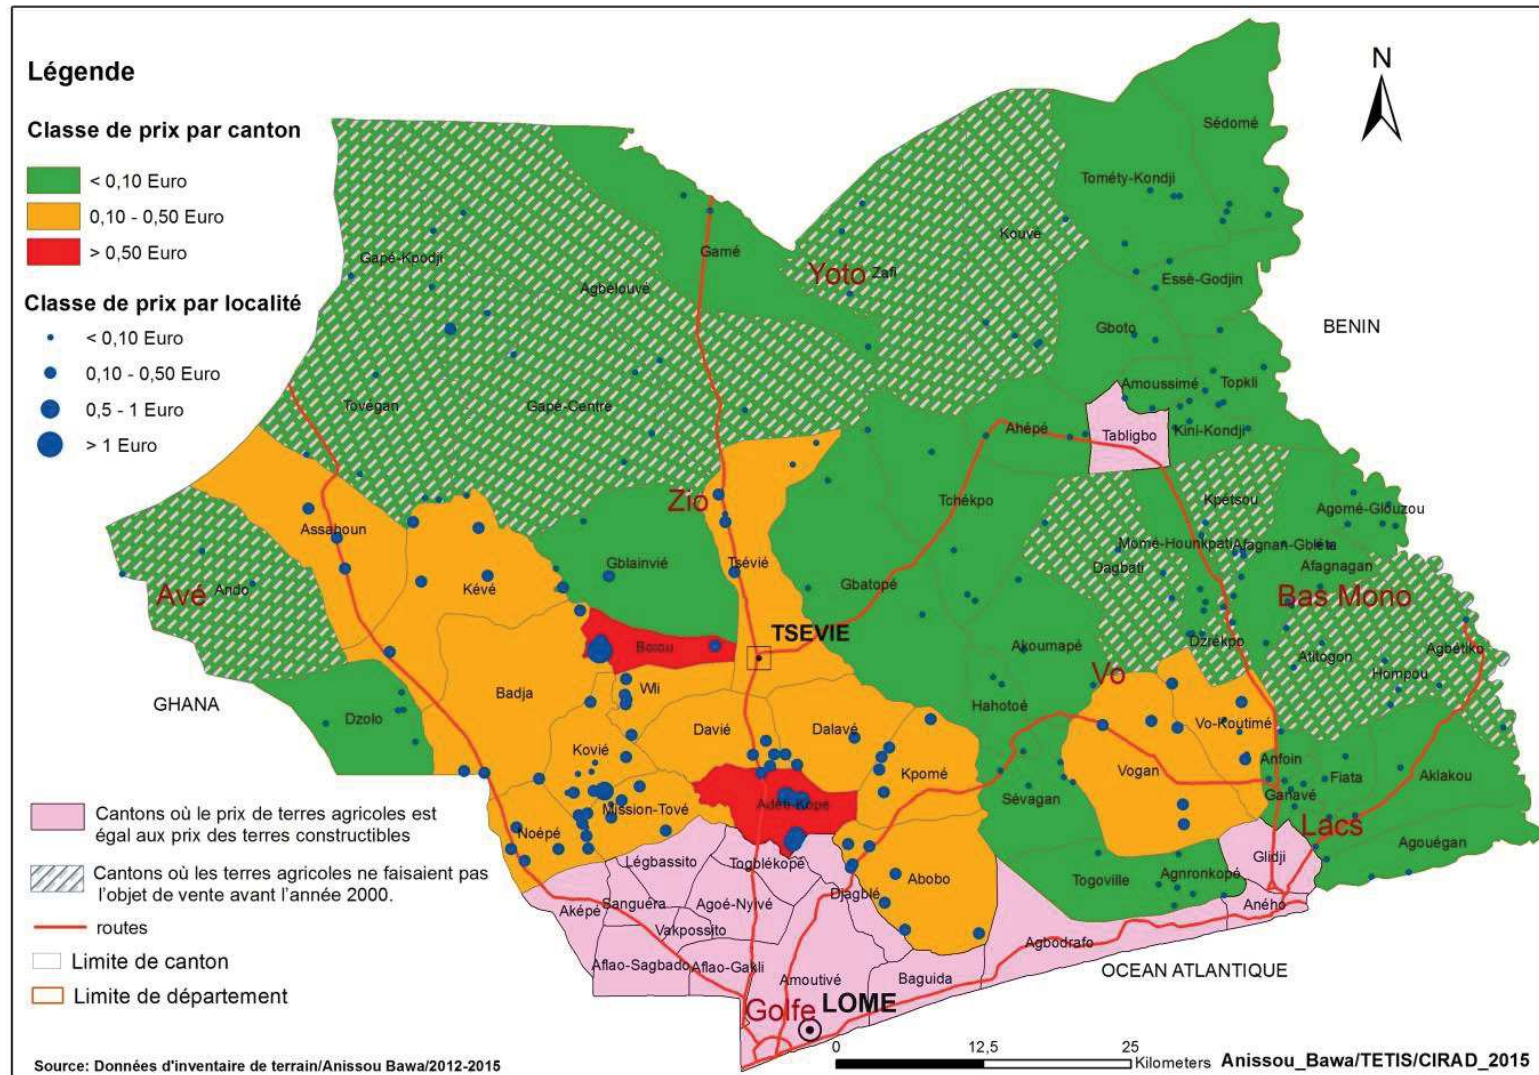 Légende
Classe de prix par canton
< 0,10 Euro
0,10 - 0,50 Euro
> 0,50 Euro
Classe de prix par localité
< 0,10 Euro
0,10 - 0,50 Euro
0,5 - 1 Euro
> 1 Euro
N
Sédomé
Tométy-Kondji
Kouvé
Gamé
Gapé-Kpodji
Yoto
Zafi
Essè-Godjin
Agbélouvé
Gboto
BENIN
Amoussimé
Topkli
Tovégan
Gapé-Centre
Ahépé
Tabligbo
Kini-Kondji
Zio
Tchékpo
Kpétsou
Agomé-Glouzou
Assahoun
Gblainvié
Tsévié
Momé-Hounkpati
Afagnan-Gbléta
Afagnagan
Dagbati
Kévé
Gbatopé
Avé
Ando
Bas Mono
TSEVIE
Bolou
Akoumapé
Dzrékpo
Atitogon
Agbétiko
Hompou
Vo
Badja
Wli
GHANA
Dzolo
Hahotoé
Vo-Koutimé
Davié
Dalavé
Kovié
Anfoin
Vogan
Kpomé
Fiata
Aklakou
Sévagan
Ganavé
Adéti-Kopé
Mission-Tové
Lacs
Noépé
Agouégan
Légbassito
Togblékopé
Glidji
Abobo
Togoville
Agnronkopé
Djagblé
Sanguéra
Agoé-Nyivé
Aképé
Aného
Vakpossito
Agbodrafo
Aflao-Sagbado
Aflao-Gakli
Amoutivé
Baguida
OCEAN ATLANTIQUE
Golfe
LOME
Cantons où le prix de terres agricoles est
égal aux prix des terres constructibles
Cantons où les terres agricoles ne faisaient pas
l'objet de vente avant l'année 2000.
routes
Limite de canton
Limite de département
0 12,5 25
Kilometers
Source: Données d'inventaire de terrain/Anissou Bawa/2012-2015
Anissou_Bawa/TETIS/CIRAD_2015